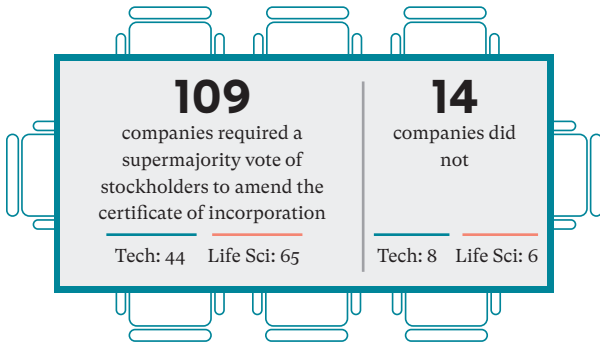 109
companies required a
supermajority vote of
stockholders to amend the
certificate of incorporation
Tech: 44 Life Sci: 65
14
companies did
not
Tech: 8 Life Sci: 6